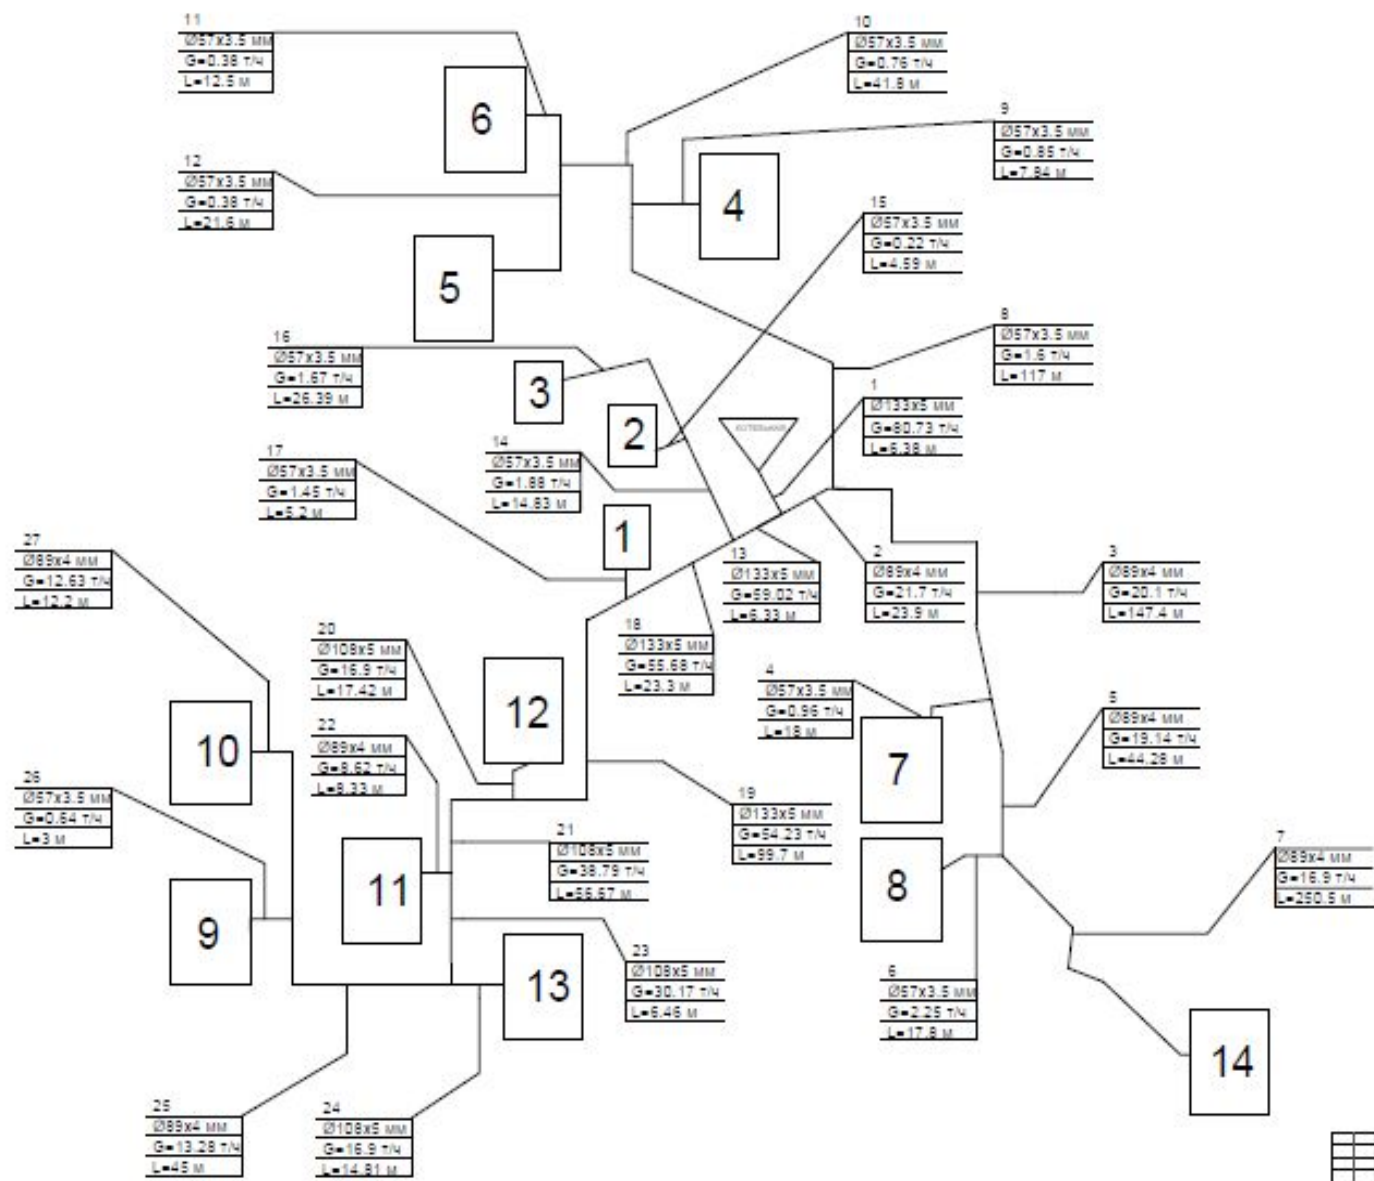 11
Ø57x3.5 мм
G=0.38 т/ч
L=12.5 м
10
Ø57x3.5 мм
G=0.76 т/ч
L=41.8 м
6
9
Ø57x3.5 мм
G=0.85 т/ч
L=7.84 м
12
Ø57x3.5 мм
G=0.38 т/ч
L=21.6 м
4
15
Ø57x3.5 мм
G=0.22 т/ч
L=4.59 м
5
8
Ø57x3.5 мм
G=1.6 т/ч
L=117 м
16
Ø57x3.5 мм
G=1.67 т/ч
L=26.39 м
3
2
1
Ø133x5 мм
G=80.73 т/ч
L=6.38 м
14
Ø57x3.5 мм
G=1.88 т/ч
L=14.83 м
17
Ø57x3.5 мм
G=1.45 т/ч
L=5.2 м
1
27
Ø89x4 мм
G=12.63 т/ч
L=12.2 м
13
Ø133x5 мм
G=59.02 т/ч
L=6.33 м
2
Ø89x4 мм
G=21.7 т/ч
L=23.9 м
3
Ø89x4 мм
G=20.1 т/ч
L=147.4 м
20
Ø108x5 мм
G=16.9 т/ч
L=17.42 м
18
Ø133x5 мм
G=55.68 т/ч
L=23.3 м
12
4
Ø57x3.5 мм
G=0.96 т/ч
L=18 м
5
Ø89x4 мм
G=19.14 т/ч
L=44.28 м
10
22
Ø89x4 мм
G=8.62 т/ч
L=8.33 м
7
26
Ø57x3.5 мм
G=0.64 т/ч
L=3 м
19
Ø133x5 мм
G=54.23 т/ч
L=99.7 м
21
Ø108x5 мм
G=38.79 т/ч
L=56.67 м
7
Ø89x4 мм
G=16.9 т/ч
L=250.5 м
11
8
9
23
Ø108x5 мм
G=30.17 т/ч
L=6.46 м
13
6
Ø57x3.5 мм
G=2.25 т/ч
L=17.8 м
14
25
Ø89x4 мм
G=13.28 т/ч
L=45 м
24
Ø108x5 мм
G=16.9 т/ч
L=14.81 м